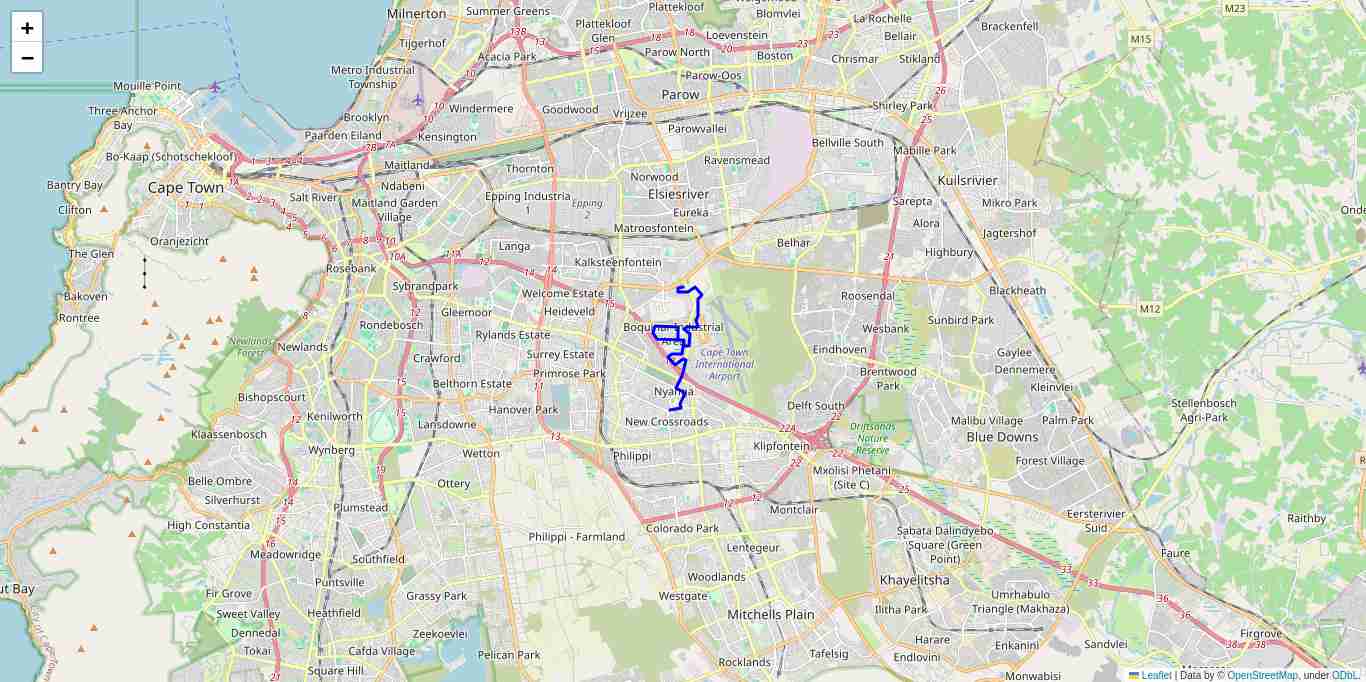 +
−
Milnerton
Summer Greens
Plattekloof
Plattekloof
Glen
Blomvlei
La Rochelle
Brackenfell
M23
M15
Tijgerhof
13B
Acacia Park
Loevenstein
Parow North
Boston
Bellair
Stikland
Chrismar
Metro Industrial
Township
Parow-Oos
Parow
Mouille Point
Three Anchor
Bay
Brooklyn
Paarden Eiland
Windermere
Kensington
Goodwood
Vrijzee
Parowvallei
Shirley Park
Bellville South
Mabille Park
Bo-Kaap (Schotschekloof)
Maitland
Thornton
Norwood
Ravensmead
Kuilsrivier
Bantry Bay
Cape Town
Salt River
Ndabeni
Maitland Garden
Village
Epping Industria
1
Epping
2
Elsiesriver
Eureka
Sarepta
Mikro Park
Clifton
Matroosfontein
Alora
Jagtershof
Oranjezicht
The Glen
Langa
Belhar
Highbury
Rosebank
10A
11A
Kalksteenfontein
Sybrandpark
Bakoven
Rontree
Welcome Estate
Roosendal
Blackheath
M12
Rondebosch
Gleemoor
Heideveld
Sunbird Park
Wesbank
Newlands
Forest
Newlands
Rylands Estate
Crawford
Surrey Estate
Cape Town
International
Airport
Eindhoven
Gaylee
Dennemere
Bishopscourt
Belthorn Estate
Primrose Park
Nyanga
Brentwood
Park
Kleinvlei
Kenilworth
Hanover Park
New Crossroads
Delft South
Malibu Village
Palm Park
Stellenbosch
Agri-Park
Klaassenbosch
Lansdowne
22A
Driftsands
Nature
Reserve
Blue Downs
Wynberg
Wetton
Philippi
Klipfontein
Forest Village
Belle Ombre
Silverhurst
Ottery
Mxolisi Phetani
(Site C)
Plumstead
High Constantia
Montclair
Eersterivier
Suid
Raithby
Colorado Park
Philippi - Farmland
Sabata Dalindyebo
Square (Green
Point)
Meadowridge
Southfield
Lentegeur
Faure
Puntsville
Woodlands
Khayelitsha
Fir Grove
Grassy Park
Westgate
Umrhabulo
Triangle (Makhaza)
Sweet Valley
Heathfield
Mitchells Plain
Ilitha Park
Dennedal
Zeekoevlei
Harare
Enkanini
Sandvlei
Firgrove
Tokai
Cafda Village
Pelican Park
Tafelsig
Endlovini
Square Hill
Rocklands
Monwabisi
Leaflet | Data by © OpenStreetMap, under ODbL.